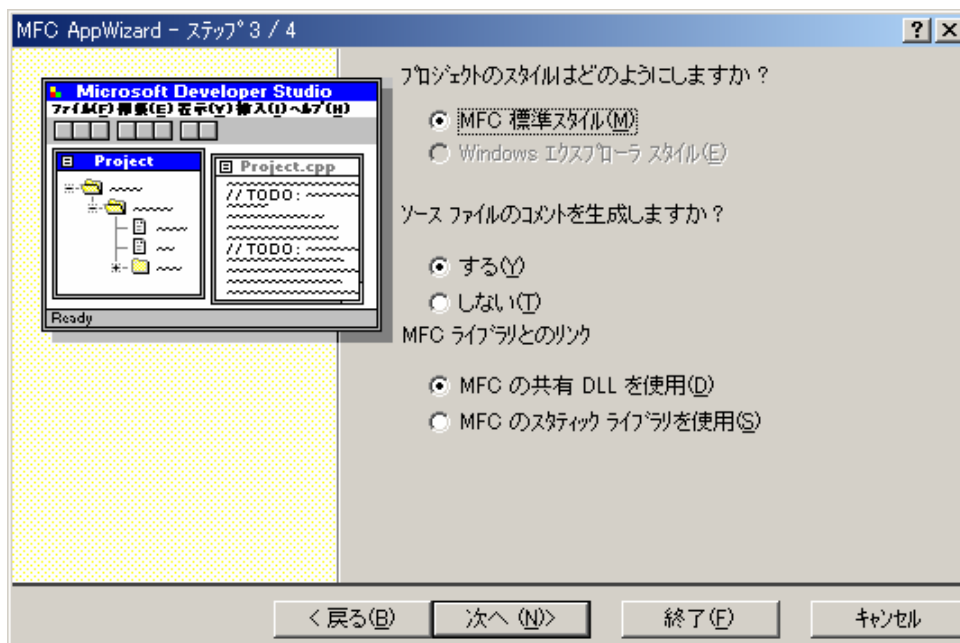 MFC AppWizard - ｽﾃｯﾌﾟ 3 / 4
Microsoft Developer Studio
ﾌｧｲﾙ(F) 編集(E) 表示(V) 挿入(I) ﾍﾙﾌﾟ(H)
Project
Project.cpp
// TODO:
// TODO:
Ready
ﾌﾟﾛｼﾞｪｸﾄのｽﾀｲﾙはどのようにしますか ?
MFC 標準ｽﾀｲﾙ(M)
Windows ｴｸｽﾌﾟﾛｰﾗ ｽﾀｲﾙ(E)
ｿｰｽ ﾌｧｲﾙのｺﾒﾝﾄを生成しますか ?
する(Y)
しない(T)
MFC ﾗｲﾌﾞﾗﾘとのﾘﾝｸ
MFC の共有 DLL を使用(D)
MFC のｽﾀﾃｨｯｸ ﾗｲﾌﾞﾗﾘを使用(S)
< 戻る(B)
次へ (N)>
終了(F)
ｷｬﾝｾﾙ